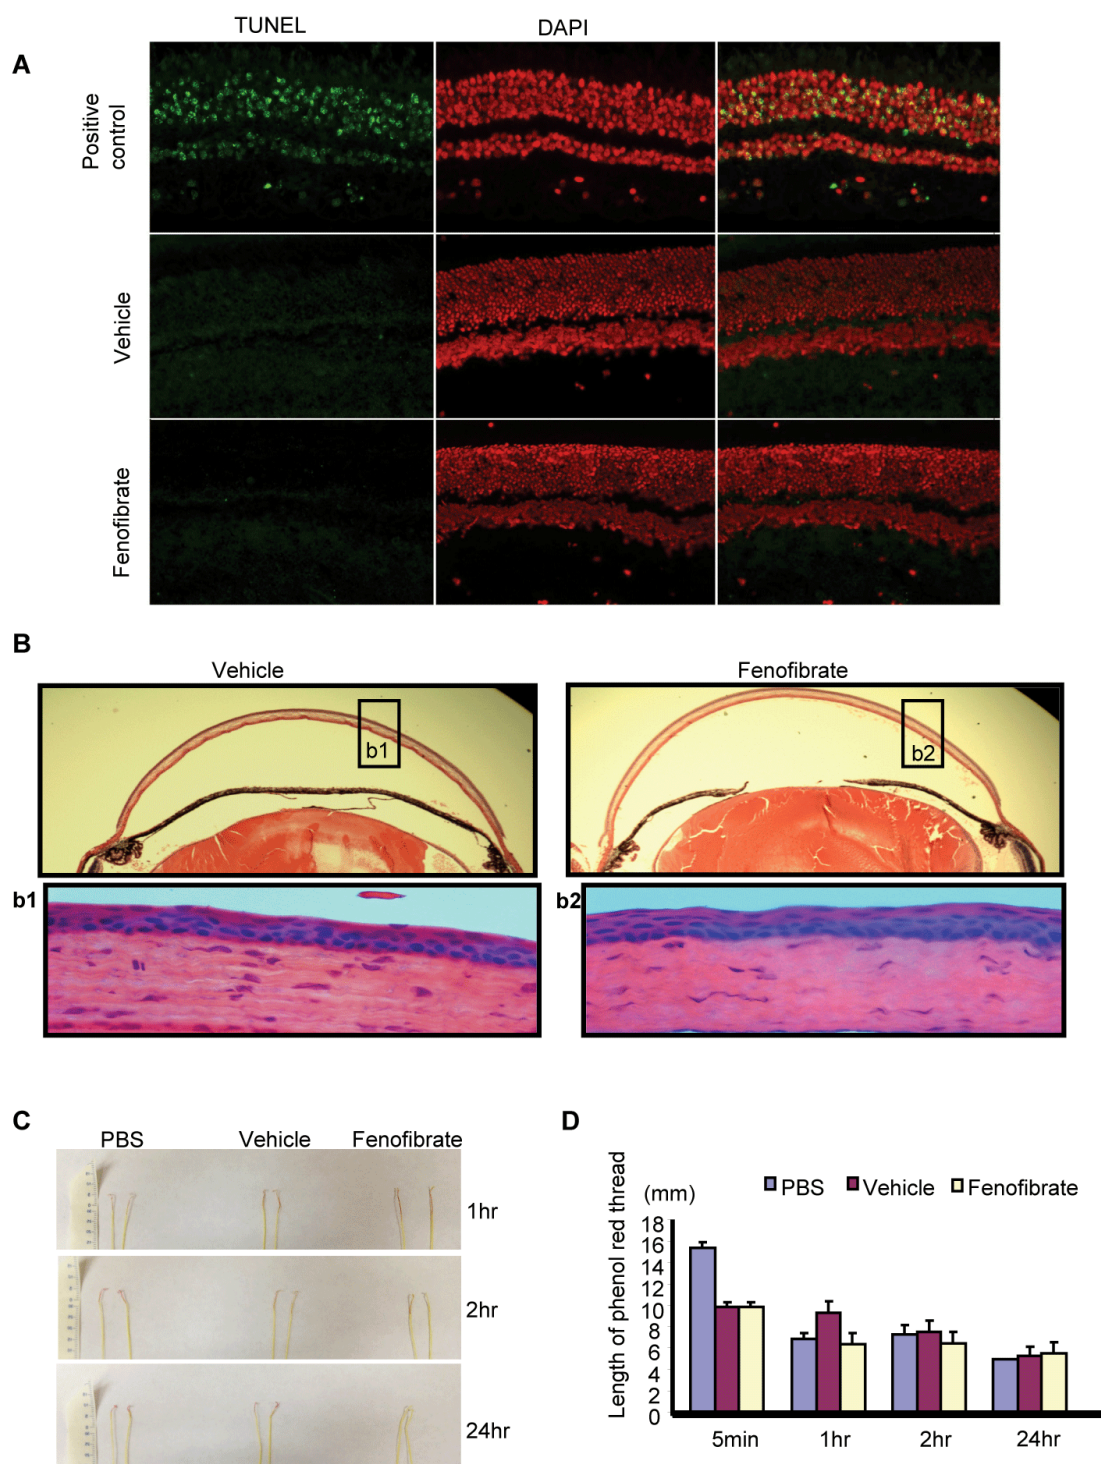 TUNEL DAPI
A
Positive
control
Vehicle
Fenofibrate
B
Vehicle Fenofibrate
b1 b2
b1 b2
C D
PBS Vehicle Fenofibrate
1hr
2hr
24hr
Length of phenol red thread
(mm)
PBS Vehicle Fenofibrate
18
16
14
12
10
8
6
4
2
0
5min 1hr 2hr 24hr